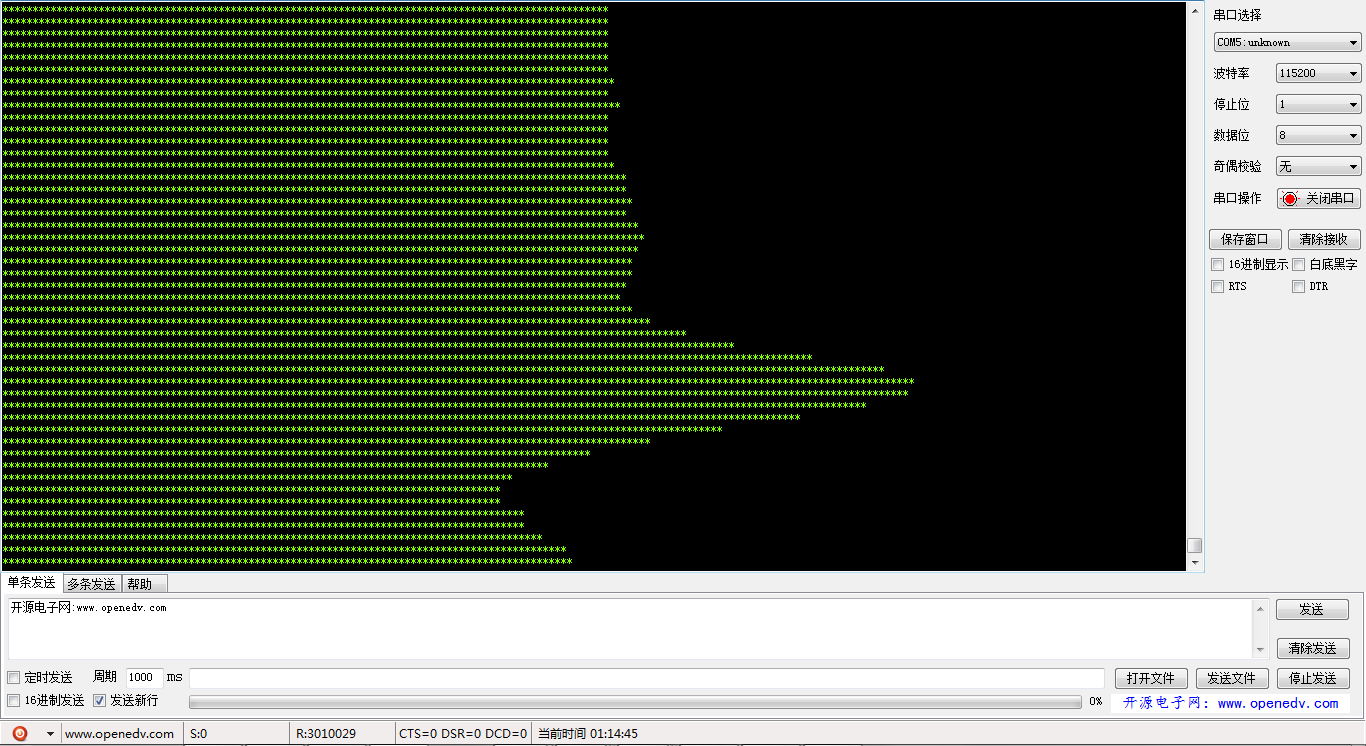 串口选择
COM5:unknown
波特率 115200
停止位 1
数据位 8
奇偶校验 无
串口操作 关闭串口
保存窗口 清除接收
16进制显示 白底黑字
RTS DTR
单条发送 多条发送 帮助
开源电子网:www.openedv.com
发送
清除发送
定时发送 周期 1000 ms 打开文件 发送文件 停止发送
16进制发送 发送新行 0% 开源电子网: www.openedv.com
www.openedv.com S:0 R:3010029 CTS=0 DSR=0 DCD=0 当前时间 01:14:45